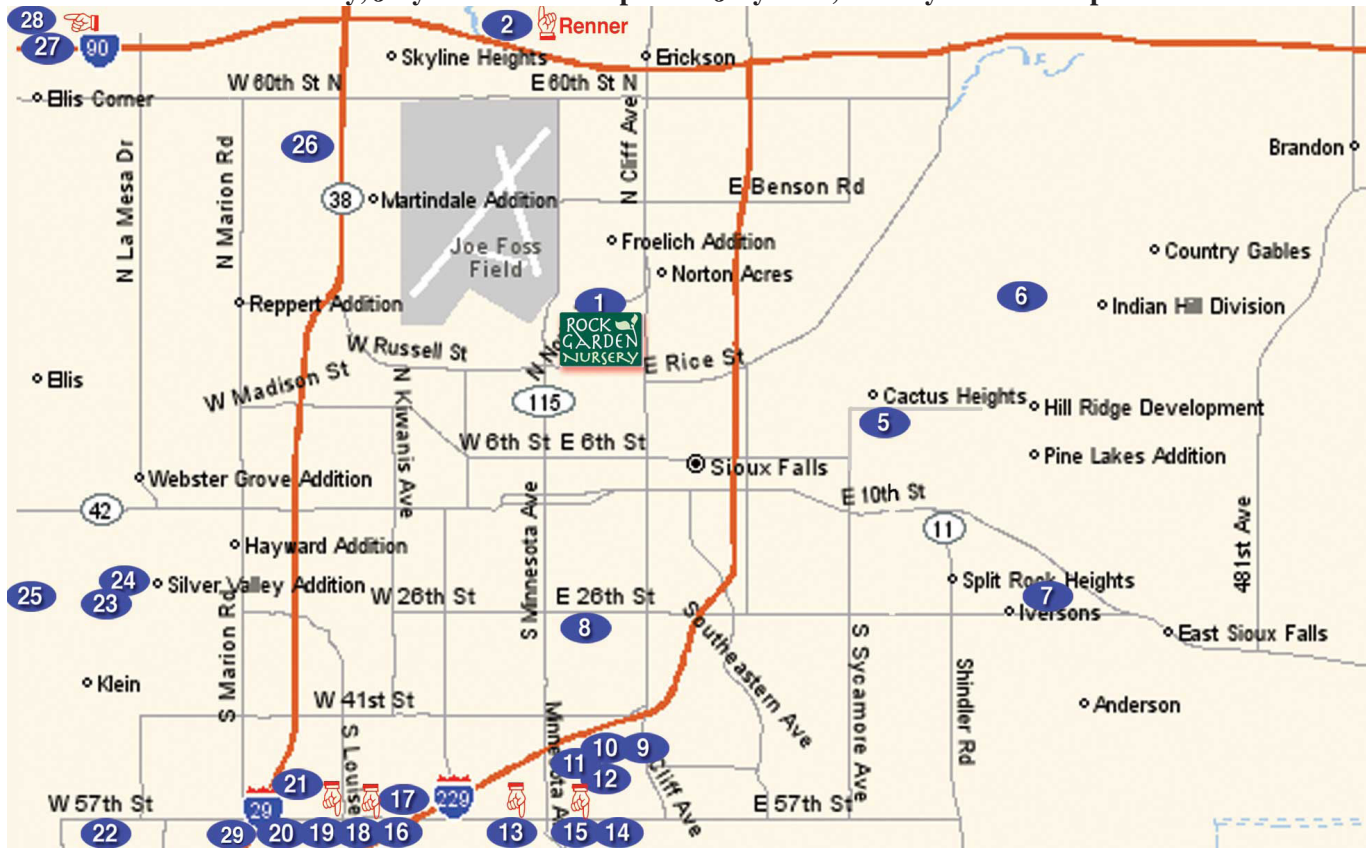 28
2
Renner
27
90
Skyline Heights
Erickson
W 60th St N
E 60th St N
Ellis Corner
N La Mesa Dr
N Marion Rd
26
N Cliff Ave
Brandon
38
Martindale Addition
E Benson Rd
Joe Foss
Field
Froelich Addition
Country Gables
Norton Acres
Reppert Addition
1
6
Indian Hill Division
ROCK
GARDEN
NURSERY
W Russell St
E Rice St
Ellis
W Madison St
N Kiwanis Ave
115
Cactus Heights
Hill Ridge Development
5
W 6th St
E 6th St
Sioux Falls
Pine Lakes Addition
Webster Grove Addition
E 10th St
42
S Minnesota Ave
11
481st Ave
Hayward Addition
24
Silver Valley Addition
25
23
W 26th St
E 26th St
Split Rock Heights
7
Iversons
8
Southeastern Ave
East Sioux Falls
S Marion Rd
S Sycamore Ave
Shindler Rd
Klein
W 41st St
Anderson
S Louise
10
9
11
12
Cliff Ave
21
17
229
29
W 57th St
E 57th St
22
29
20
19
18
16
13
15
14